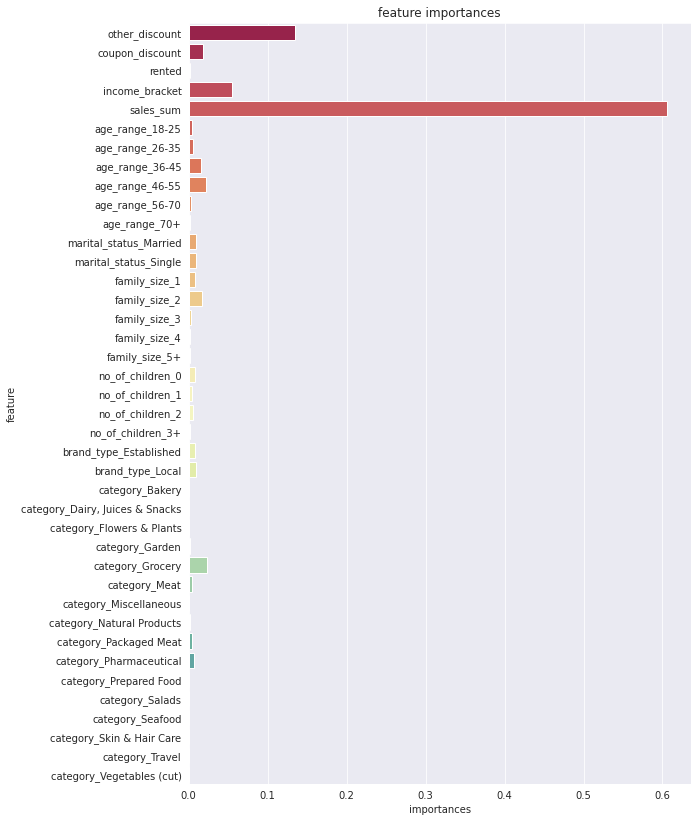 feature importances
other_discount
coupon_discount
rented
income_bracket
sales_sum
age_range_18-25
age_range_26-35
age_range_36-45
age_range_46-55
age_range_56-70
age_range_70+
marital_status_Married
marital_status_Single
family_size_1
family_size_2
family_size_3
family_size_4
family_size_5+
no_of_children_0
no_of_children_1
no_of_children_2
no_of_children_3+
brand_type_Established
brand_type_Local
category_Bakery
category_Dairy, Juices & Snacks
category_Flowers & Plants
category_Garden
category_Grocery
category_Meat
category_Miscellaneous
category_Natural Products
category_Packaged Meat
category_Pharmaceutical
category_Prepared Food
category_Salads
category_Seafood
category_Skin & Hair Care
category_Travel
category_Vegetables (cut)
feature
0.0 0.1 0.2 0.3 0.4 0.5 0.6
importances